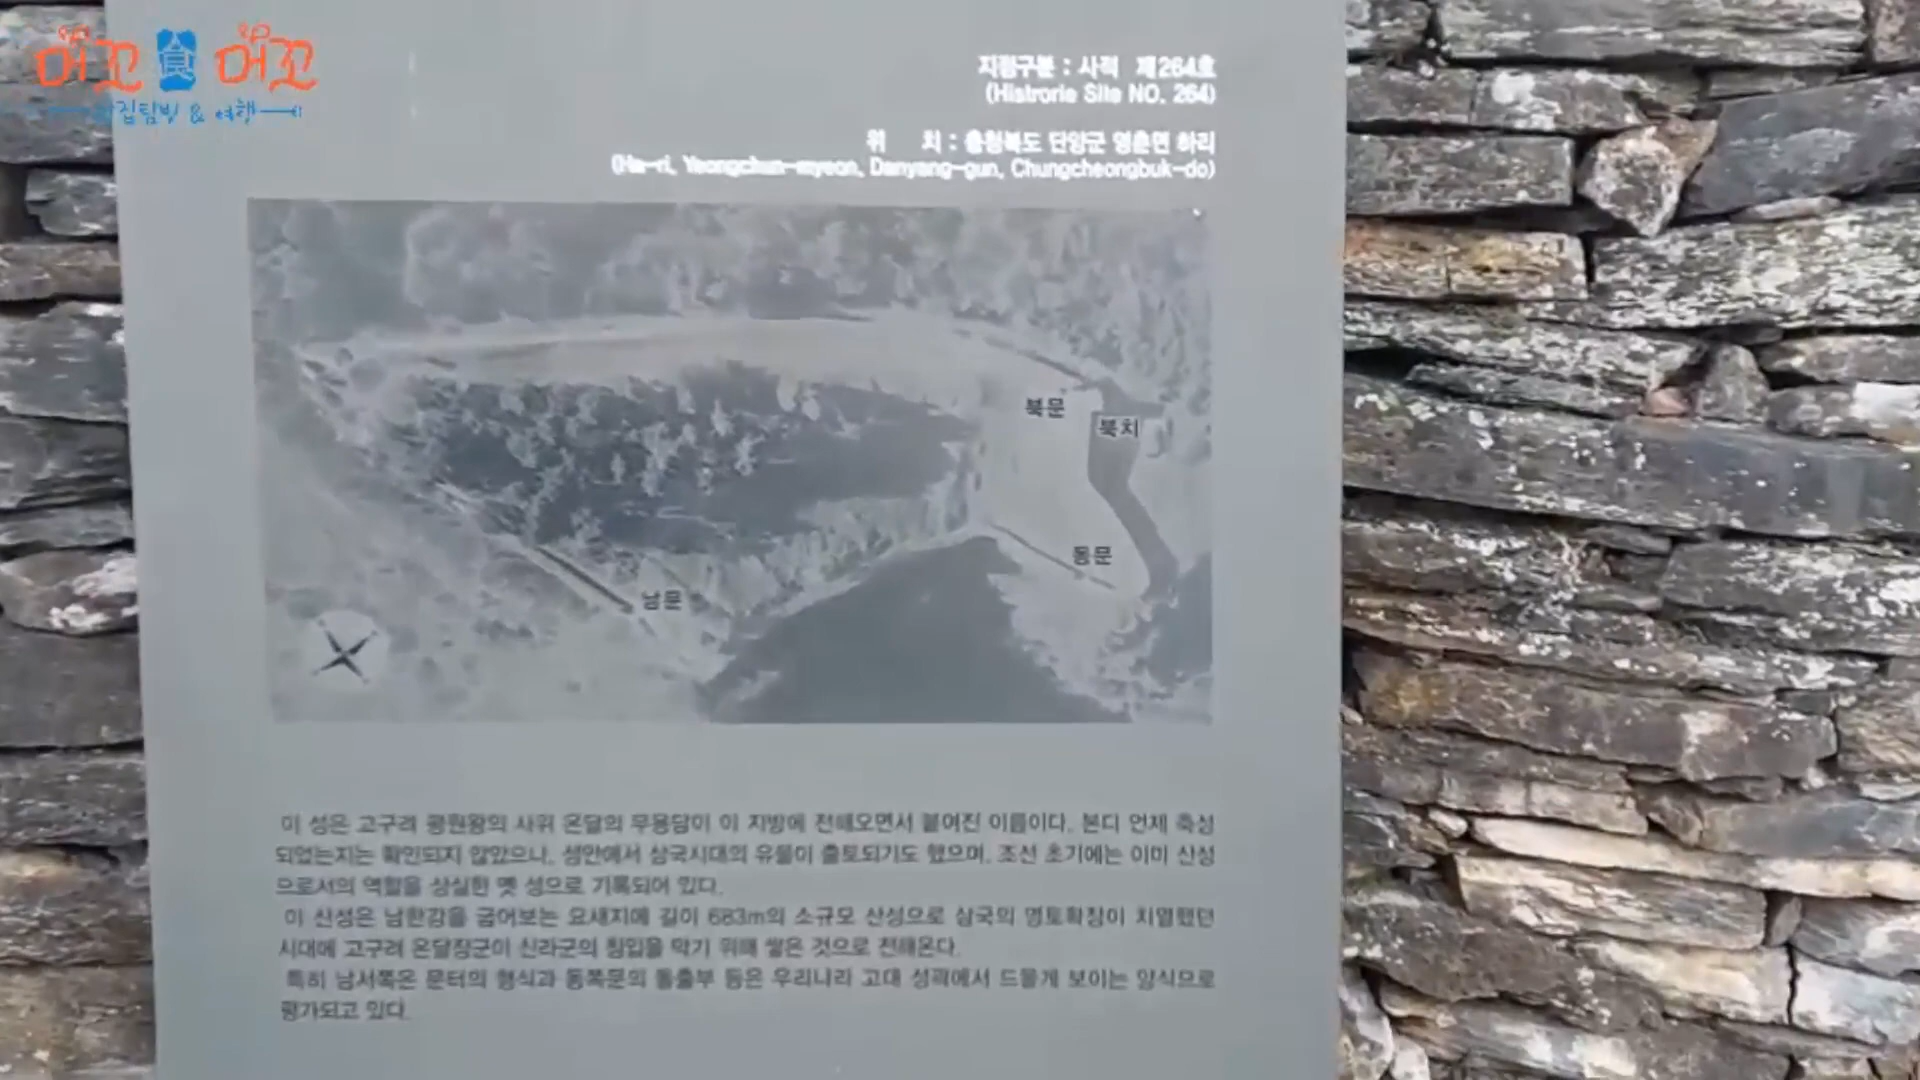 머꼬 食 머꼬
맛집탐방 & 여행
지정구분 : 사적 제264호
(Histrorie Site NO. 264)
위 치 : 충청북도 단양군 영춘면 하리
(Ha-ri, Yeongchun-myeon, Danyang-gun, Chungcheongbuk-do)
북문
북치
동문
남문
이 성은 고구려 평원왕의 사위 온달의 무용담이 이 지방에 전해오면서 붙여진 이름이다. 본디 언제 축성
되었는지는 확인되지 않았으나, 성안에서 삼국시대의 유물이 출토되기도 했으며, 조선 초기에는 이미 산성
으로서의 역할을 상실한 옛 성으로 기록되어 있다.
이 산성은 남한강을 굽어보는 요새지에 길이 683m의 소규모 산성으로 삼국의 영토확장이 치열했던
시대에 고구려 온달장군이 신라군의 침입을 막기 위해 쌓은 것으로 전해온다.
특히 남서쪽은 문터의 형식과 동쪽문의 돌출부 등은 우리나라 고대 성곽에서 드물게 보이는 양식으로
평가되고 있다.